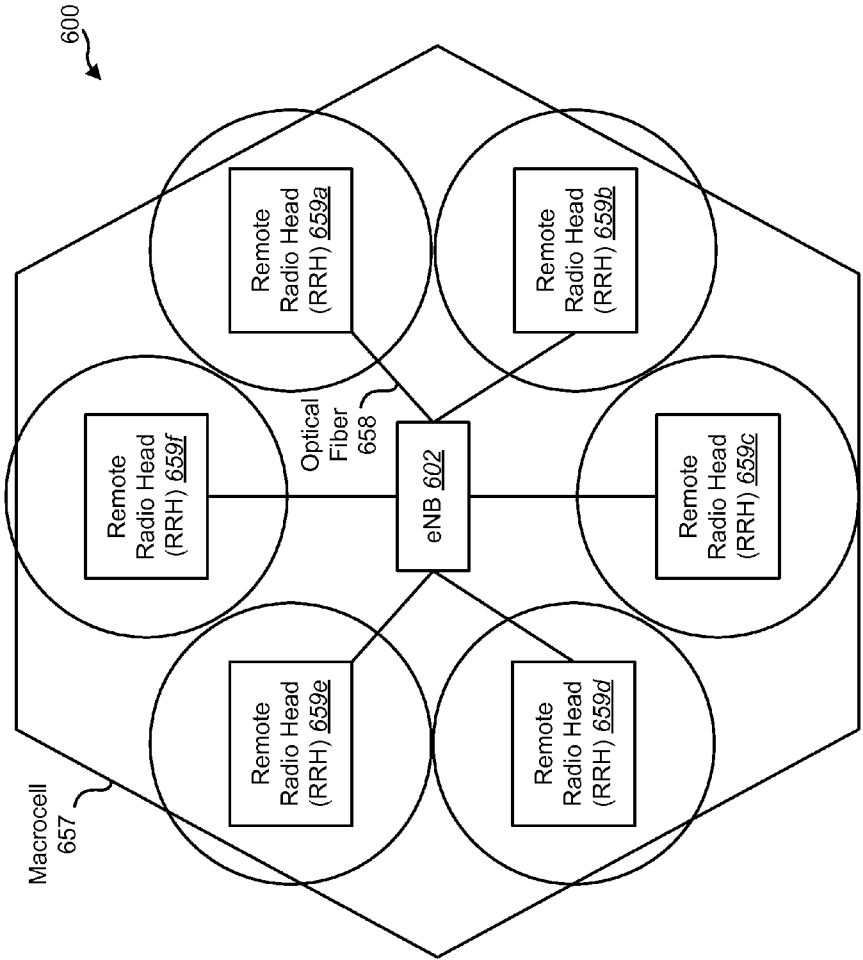 600
Macrocell
657
Remote
Radio Head
(RRH) 659e
Remote
Radio Head
(RRH) 659f
Remote
Radio Head
(RRH) 659a
Optical
Fiber
658
eNB 602
Remote
Radio Head
(RRH) 659d
Remote
Radio Head
(RRH) 659c
Remote
Radio Head
(RRH) 659b